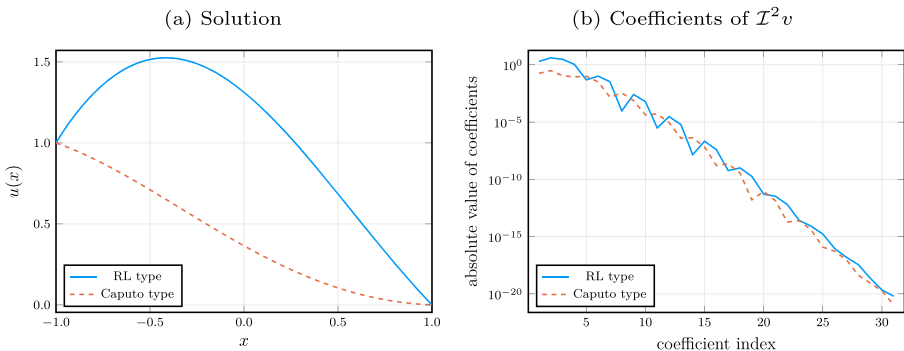 (a) Solution
(b) Coefficients of 𝓘²v
u(x)
1.5
1.0
0.5
0.0
RL type
Caputo type
−1.0
−0.5
0.0
0.5
1.0
x
absolute value of coefficients
10⁰
10⁻⁵
10⁻¹⁰
10⁻¹⁵
10⁻²⁰
RL type
Caputo type
5
10
15
20
25
30
coefficient index